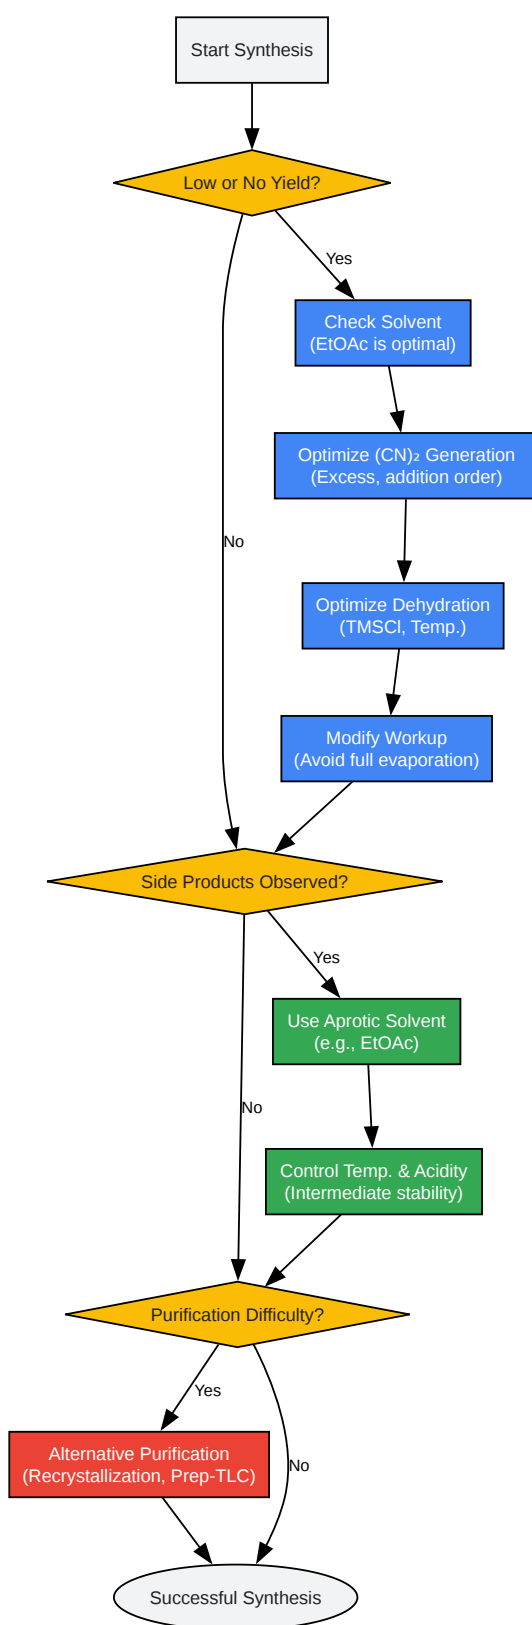 Start Synthesis
Low or No Yield?
Yes
Check Solvent
(EtOAc is optimal)
Optimize (CN)₂ Generation
(Excess, addition order)
No
Optimize Dehydration
(TMSCl, Temp.)
Modify Workup
(Avoid full evaporation)
Side Products Observed?
Yes
Use Aprotic Solvent
(e.g., EtOAc)
No
Control Temp. & Acidity
(Intermediate stability)
Purification Difficulty?
Yes
Alternative Purification
(Recrystallization, Prep-TLC)
No
Successful Synthesis